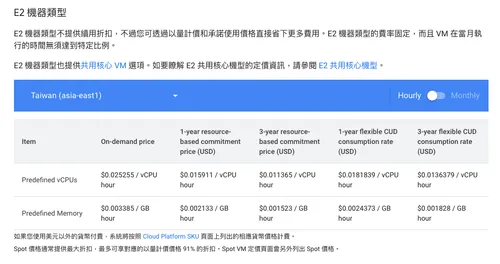 E2 機器類型
E2 機器類型不提供續用折扣，不過您可透過以量計價和承諾使用價格直接省下更多費用。E2 機器類型的費率固定，而且 VM 在當月執
行的時間無須達到特定比例。
E2 機器類型也提供共用核心 VM 選項。如要瞭解 E2 共用核心機型的定價資訊，請參閱 E2 共用核心機型。
Taiwan (asia-east1) Hourly Monthly
Item On-demand price 1-year resource-based commitment price (USD) 3-year resource-based commitment price (USD) 1-year flexible CUD consumption rate (USD) 3-year flexible CUD consumption rate (USD)
Predefined vCPUs $0.025255 / vCPU hour $0.015911 / vCPU hour $0.011365 / vCPU hour $0.0181839 / vCPU hour $0.0136379 / vCPU hour
Predefined Memory $0.003385 / GB hour $0.002133 / GB hour $0.001523 / GB hour $0.0024373 / GB hour $0.001828 / GB hour
如果您使用美元以外的貨幣付費，系統將按照 Cloud Platform SKU 頁面上列出的相應貨幣價格計費。
Spot 價格通常提供最大折扣，最多可享對應的以量計價價格 91% 的折扣。Spot VM 定價頁面會另外列出 Spot 價格。